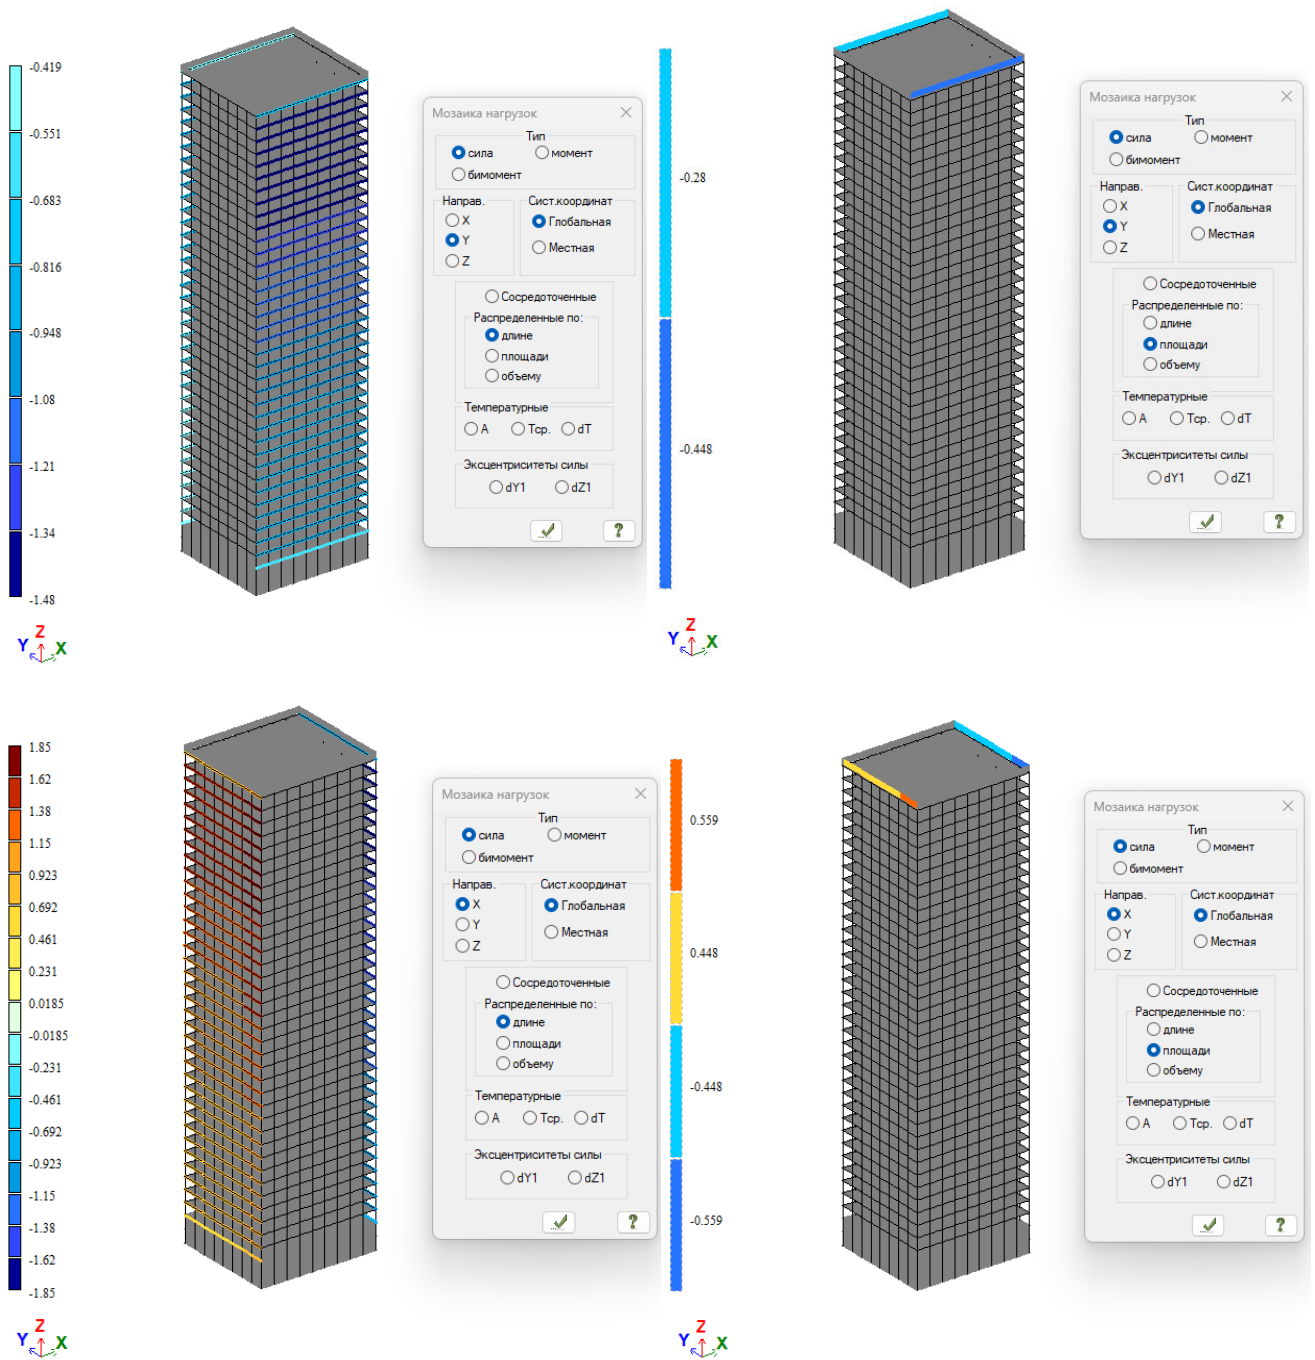 -0.419
-0.551
-0.683
-0.816
-0.948
-1.08
-1.21
-1.34
-1.48
Y Z X
Мозаика нагрузок
Тип
сила момент
бимомент
Направ. Сист.координат
X Глобальная
Y Местная
Z
Сосредоточенные
Распределенные по:
длине
площади
объему
Температурные
A Tср. dT
Эксцентриситеты силы
dY1 dZ1
?
-0.28
-0.448
Y Z X
Мозаика нагрузок
Тип
сила момент
бимомент
Направ. Сист.координат
X Глобальная
Y Местная
Z
Сосредоточенные
Распределенные по:
длине
площади
объему
Температурные
A Tср. dT
Эксцентриситеты силы
dY1 dZ1
?
1.85
1.62
1.38
1.15
0.923
0.692
0.461
0.231
0.0185
-0.0185
-0.231
-0.461
-0.692
-0.923
-1.15
-1.38
-1.62
-1.85
Y Z X
Мозаика нагрузок
Тип
сила момент
бимомент
Направ. Сист.координат
X Глобальная
Y Местная
Z
Сосредоточенные
Распределенные по:
длине
площади
объему
Температурные
A Tср. dT
Эксцентриситеты силы
dY1 dZ1
?
0.559
0.448
-0.448
-0.559
Y Z X
Мозаика нагрузок
Тип
сила момент
бимомент
Направ. Сист.координат
X Глобальная
Y Местная
Z
Сосредоточенные
Распределенные по:
длине
площади
объему
Температурные
A Tср. dT
Эксцентриситеты силы
dY1 dZ1
?